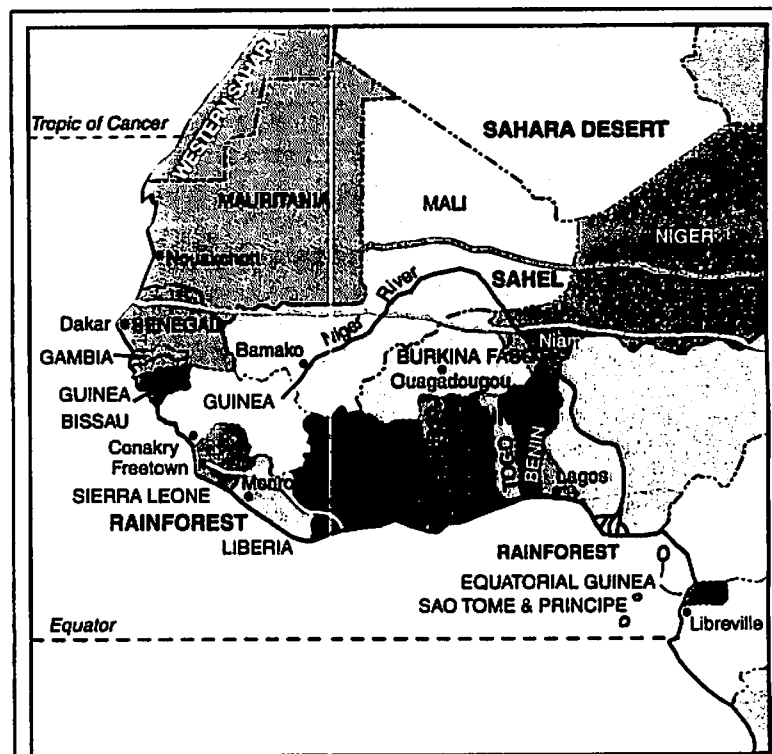 WESTERN SAHARA
Tropic of Cancer
SAHARA DESERT
MAURITANIA
MALI
NIGER
Nouakchott
SAHEL
Niger River
Dakar
SENEGAL
GAMBIA
Bamako
BURKINA FASO
Niam
Ouagadougou
GUINEA
BISSAU
GUINEA
Conakry
Freetown
TOGO
BENIN
Lagos
Monro
SIERRA LEONE
RAINFOREST
LIBERIA
RAINFOREST
EQUATORIAL GUINEA
SAO TOME & PRINCIPE
Equator
Libreville